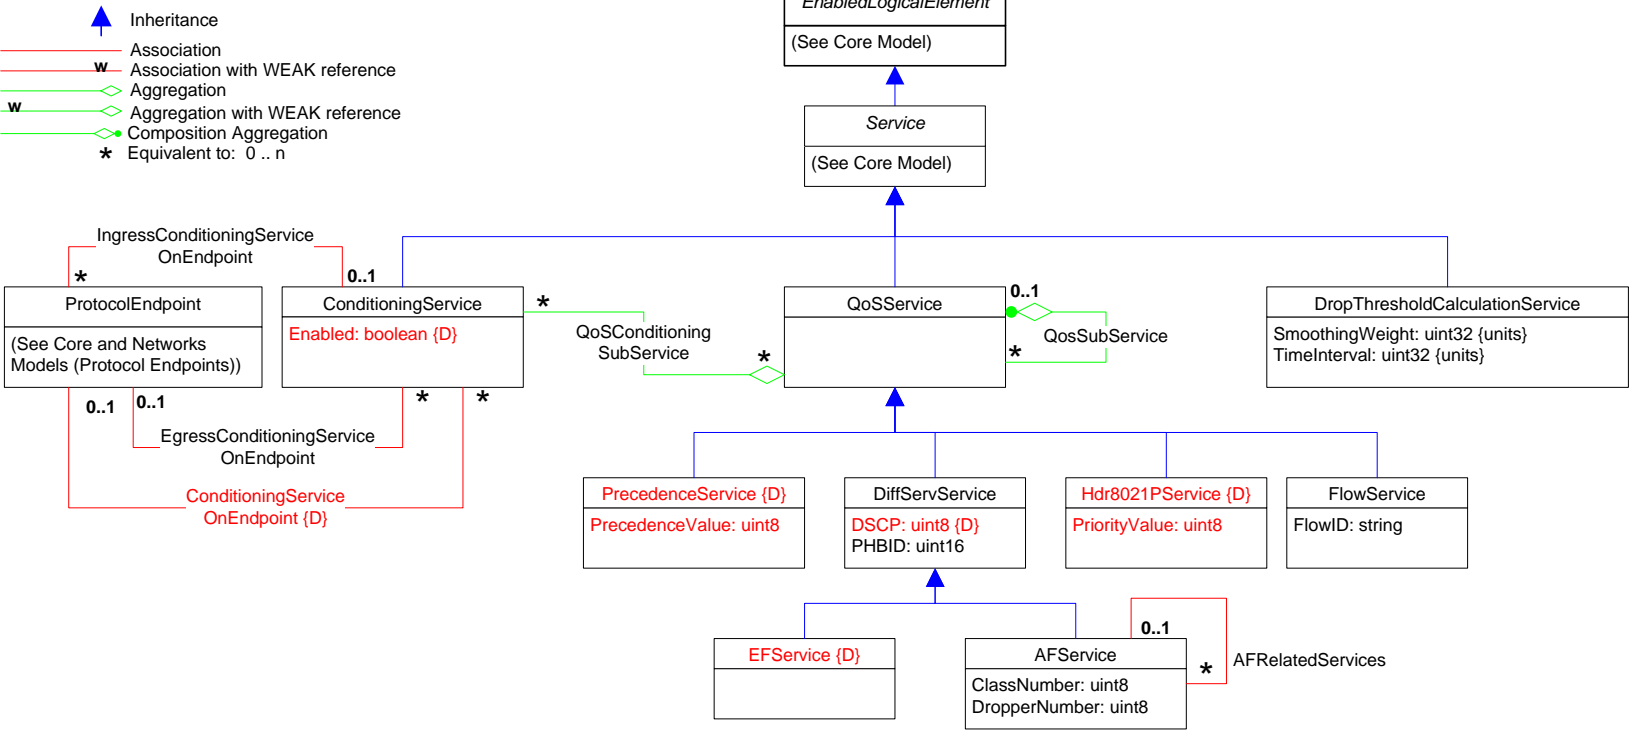 EnabledLogicalElement
(See Core Model)
Inheritance
Association
w
Association with WEAK reference
Aggregation
w
Aggregation with WEAK reference
Composition Aggregation
* Equivalent to: 0 .. n
Service
(See Core Model)
IngressConditioningService
OnEndpoint
*
0..1
ProtocolEndpoint
(See Core and Networks
Models (Protocol Endpoints))
ConditioningService
Enabled: boolean {D}
*
QoSConditioning
SubService
*
QoSService
0..1
QosSubService
*
DropThresholdCalculationService
SmoothingWeight: uint32 {units}
TimeInterval: uint32 {units}
0..1
0..1
*
*
EgressConditioningService
OnEndpoint
ConditioningService
OnEndpoint {D}
PrecedenceService {D}
PrecedenceValue: uint8
DiffServService
DSCP: uint8 {D}
PHBID: uint16
Hdr8021PService {D}
PriorityValue: uint8
FlowService
FlowID: string
EFService {D}
AFService
ClassNumber: uint8
DropperNumber: uint8
0..1
*
AFRelatedServices